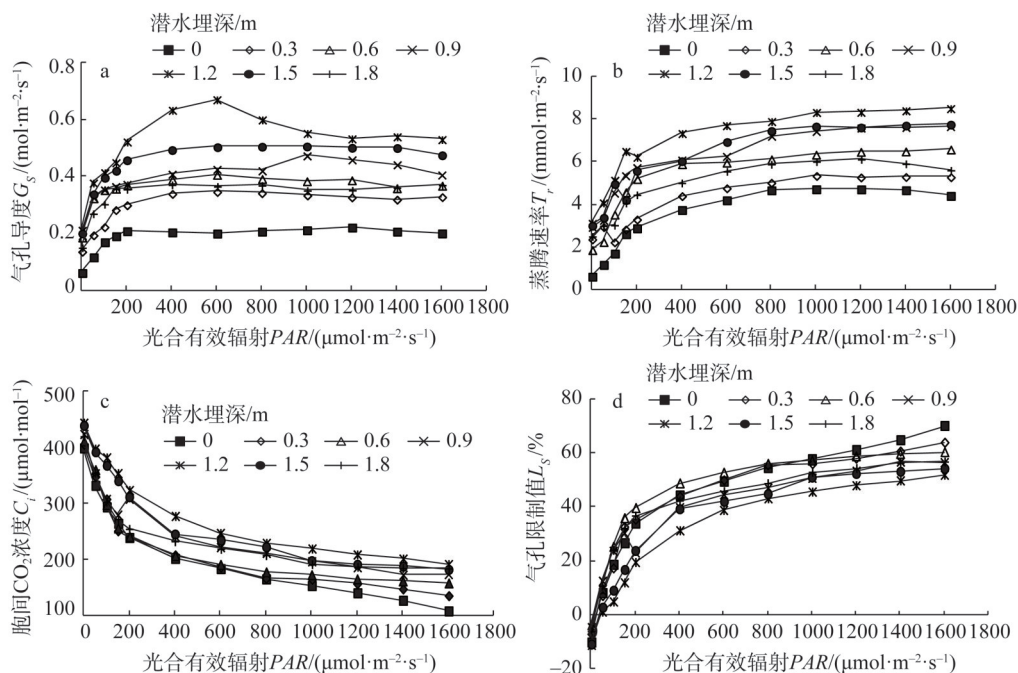 潜水埋深/m
0 0.3 0.6 0.9
1.2 1.5 1.8
a
0.8
0.6
0.4
0.2
0
气孔导度GS/(mol·m⁻²·s⁻¹)
200 400 600 800 1000 1200 1400 1600 1800
光合有效辐射PAR/(μmol·m⁻²·s⁻¹)
潜水埋深/m
0 0.3 0.6 0.9
1.2 1.5 1.8
b
10
8
6
4
2
0
蒸腾速率Tr/(mmol·m⁻²·s⁻¹)
200 400 600 800 1000 1200 1400 1600 1800
光合有效辐射PAR/(μmol·m⁻²·s⁻¹)
c
潜水埋深/m
0 0.3 0.6 0.9
1.2 1.5 1.8
500
400
300
200
100
胞间CO₂浓度Ci/(μmol·mol⁻¹)
0 200 400 600 800 1000 1200 1400 1600 1800
光合有效辐射PAR/(μmol·m⁻²·s⁻¹)
潜水埋深/m
d
0 0.3 0.6 0.9
1.2 1.5 1.8
80
60
40
20
0
−20
气孔限制值LS/%
200 400 600 800 1000 1200 1400 1600 1800
光合有效辐射PAR/(μmol·m⁻²·s⁻¹)